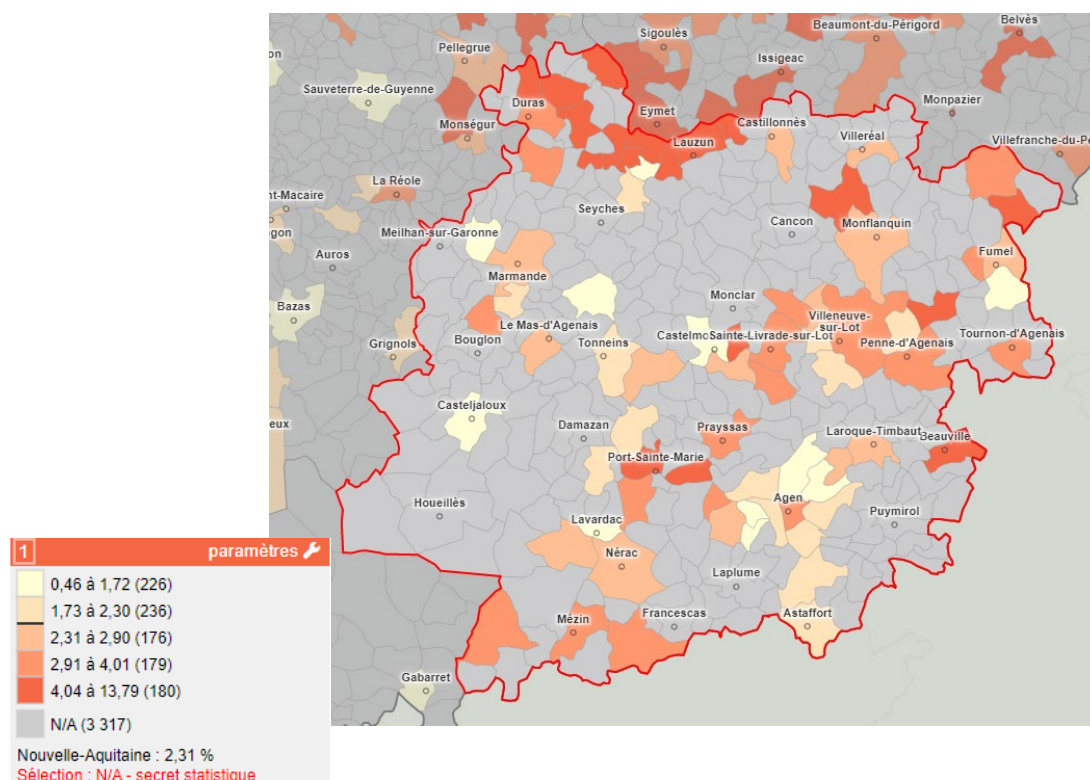 Belvès
Beaumont-du-Périgord
Sigoulès
Pellegrue
Issigeac
Sauveterre-de-Guyenne
Monpazier
Duras
Eymet
Monségur
Castillonnès
Lauzun
Villeréal
Villefranche-du-Pé
La Réole
nt-Macaire
Seyches
Cancon
Monflanquin
Meilhan-sur-Garonne
gon
Auros
Fumel
Marmande
Monclar
Bazas
Villeneuve-
sur-Lot
Le Mas-d'Agenais
Grignols
Bouglon
Tonneins
Castelmo
Sainte-Livrade-sur-Lot
Penne-d'Agenais
Tournon-d'Agenais
Casteljaloux
Damazan
Prayssas
Laroque-Timbaut
Beauville
ieux
Port-Sainte-Marie
Houeillès
Agen
Puymirol
Lavardac
Nérac
Laplume
Mézin
Francescas
Astaffort
Gabarret
1 paramètres
0,46 à 1,72 (226)
1,73 à 2,30 (236)
2,31 à 2,90 (176)
2,91 à 4,01 (179)
4,04 à 13,79 (180)
N/A (3 317)
Nouvelle-Aquitaine : 2,31 %
Sélection : N/A - secret statistique